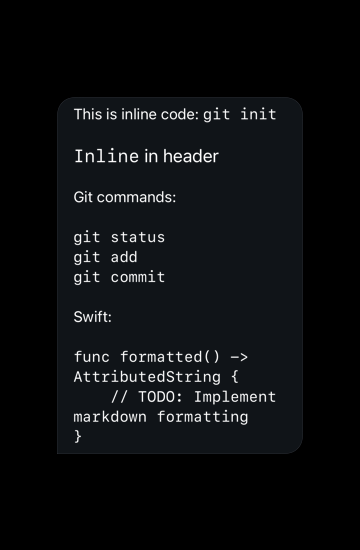 This is inline code: git init
Inline in header
Git commands:
git status
git add
git commit
Swift:
func formatted() ->
AttributedString {
    // TODO: Implement
markdown formatting
}